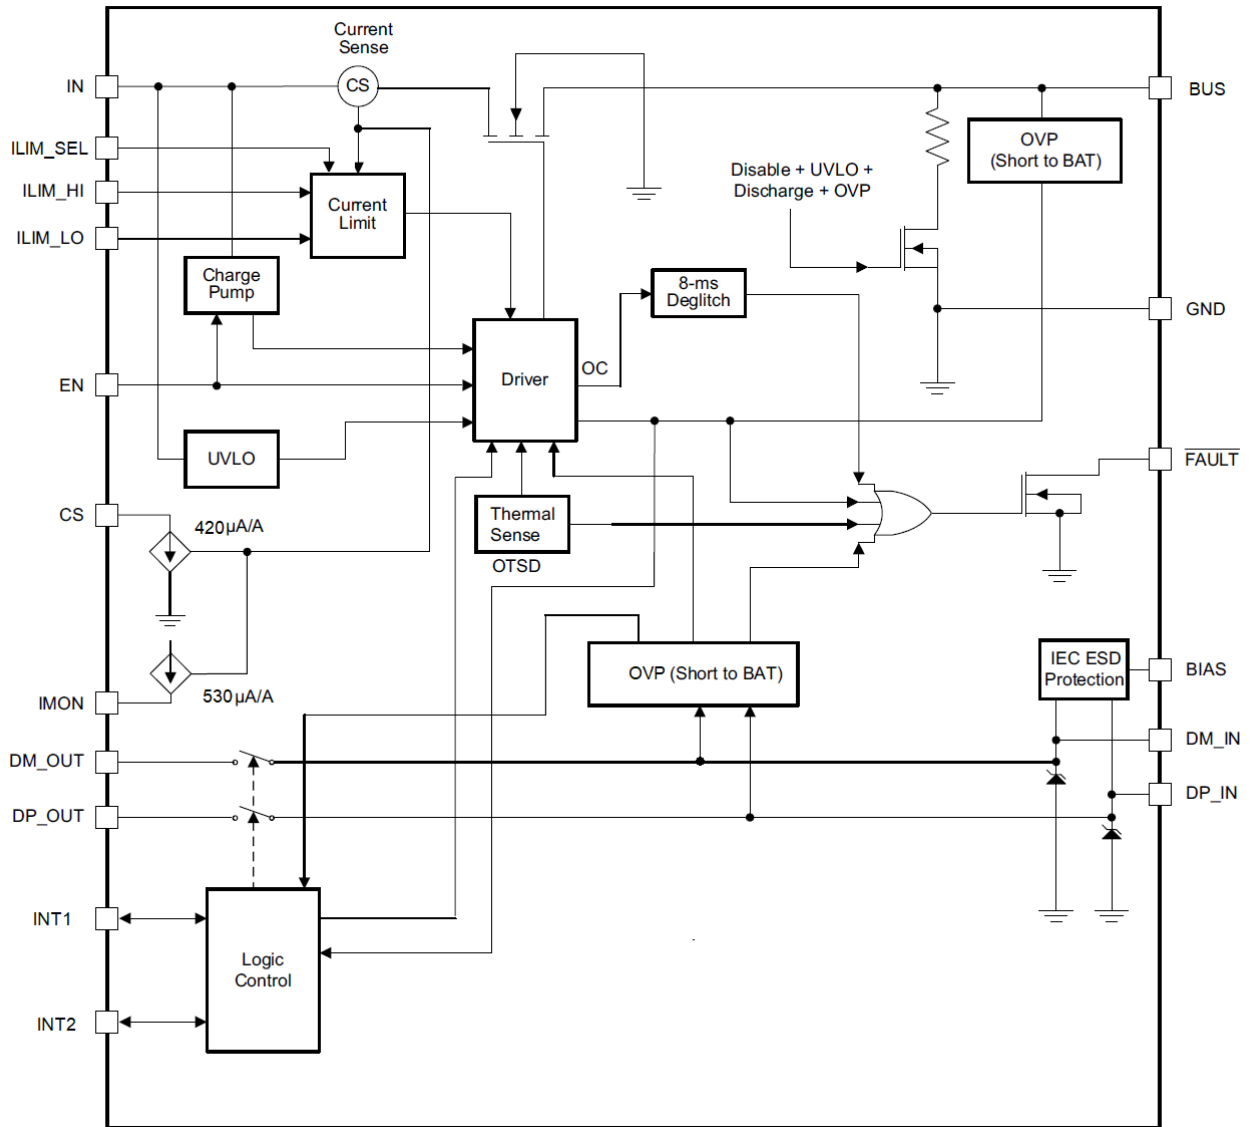 Current
Sense
IN
CS
BUS
ILIM_SEL
OVP
(Short to BAT)
Disable + UVLO +
Discharge + OVP
ILIM_HI
Current
Limit
ILIM_LO
Charge
Pump
8-ms
Deglitch
GND
EN
Driver
OC
UVLO
FAULT
CS
420µA/A
Thermal
Sense
OTSD
IEC ESD
Protection
BIAS
OVP (Short to BAT)
530µA/A
IMON
DM_OUT
DM_IN
DP_OUT
DP_IN
INT1
Logic
Control
INT2